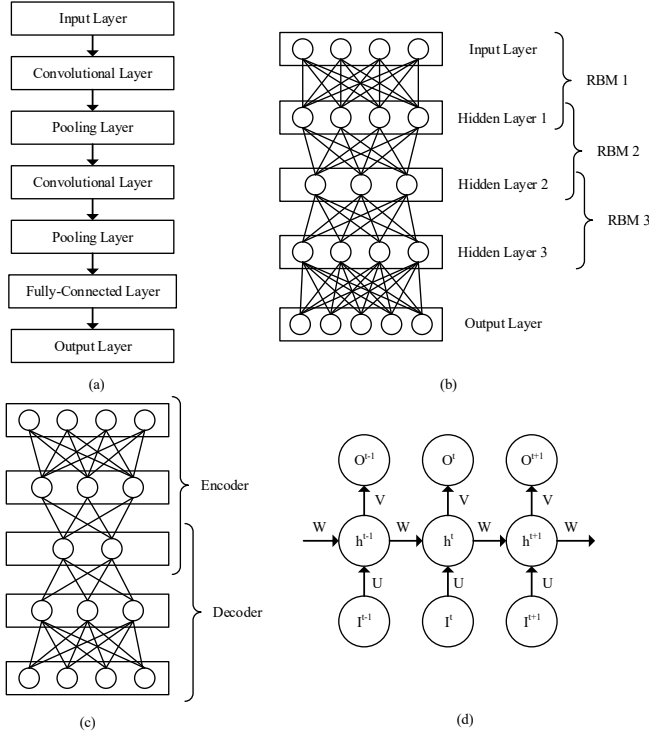 Input Layer
Convolutional Layer
Pooling Layer
Convolutional Layer
Pooling Layer
Fully-Connected Layer
Output Layer
(a)
Input Layer
RBM 1
Hidden Layer 1
RBM 2
Hidden Layer 2
RBM 3
Hidden Layer 3
Output Layer
(b)
Encoder
Decoder
(c)
O^t-1 O^t O^t+1
V V V
W W W W
h^t-1 h^t h^t+1
U U U
I^t-1 I^t I^t+1
(d)